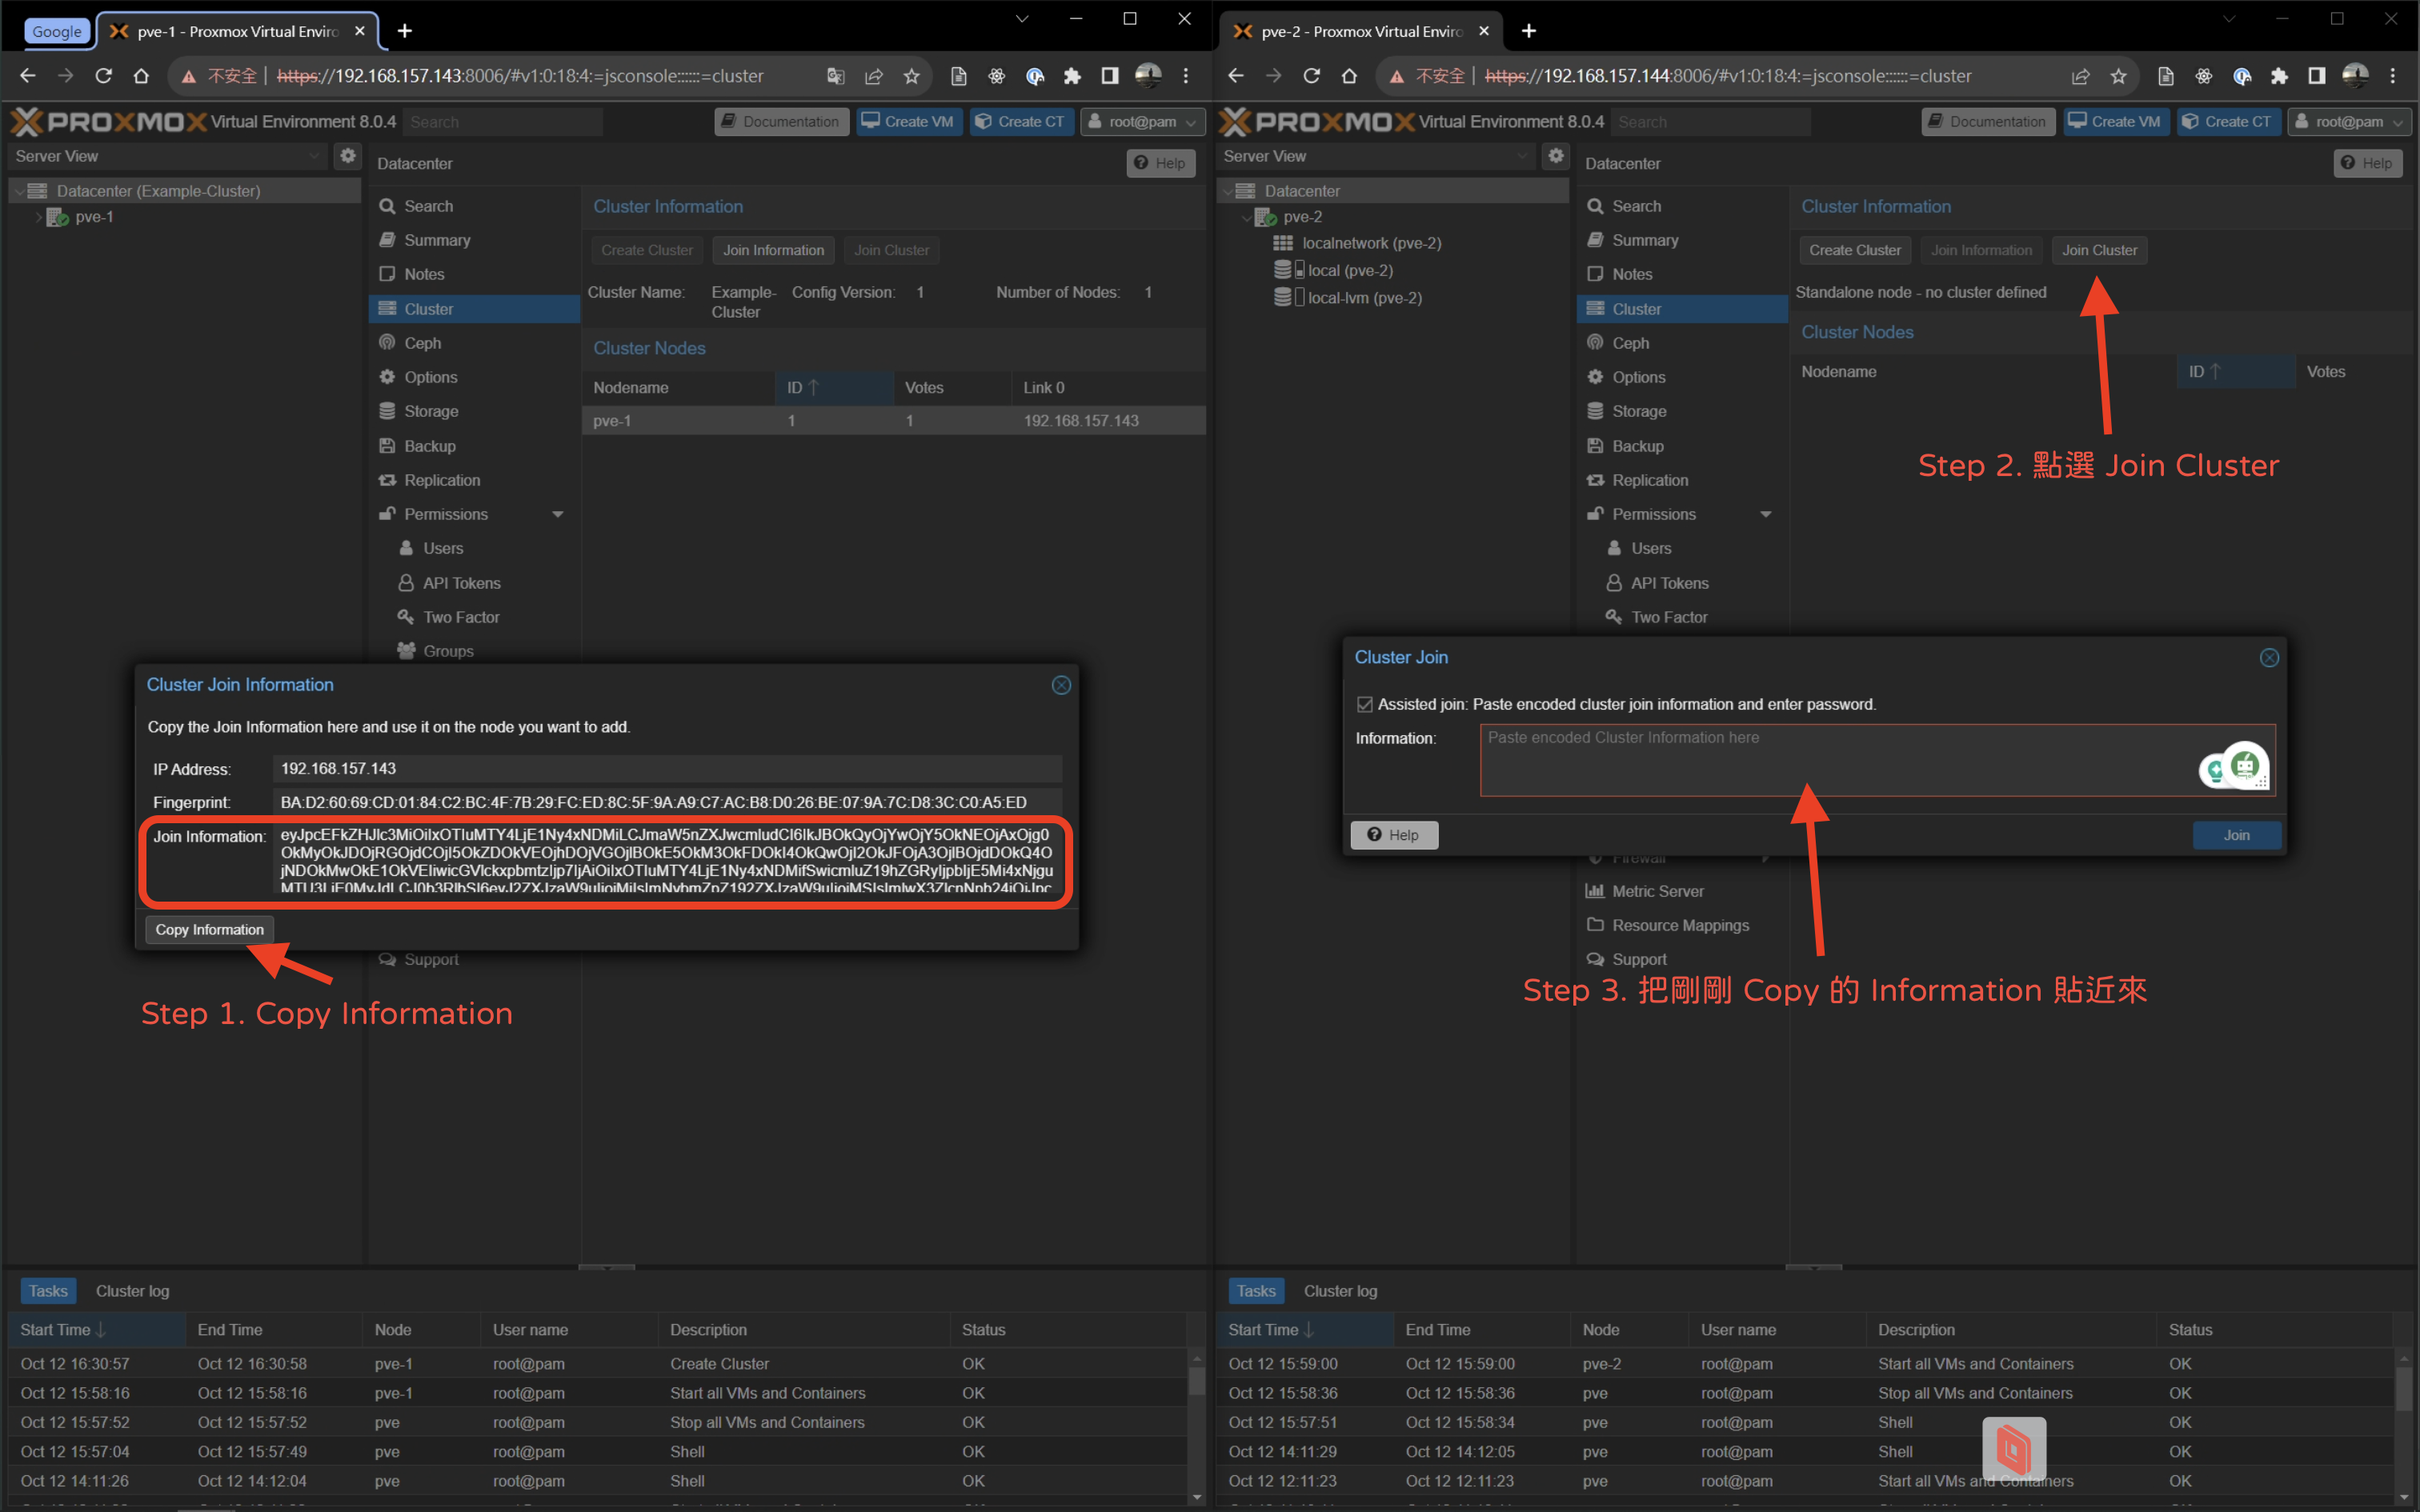 Google
pve-1 - Proxmox Virtual Enviro
不安全 | https://192.168.157.143:8006/#v1:0:18:4:=jsconsole::::::=cluster
PROXMOX Virtual Environment 8.0.4
Search
Documentation
Create VM
Create CT
root@pam
Server View
Datacenter (Example-Cluster)
pve-1
Datacenter
Help
Search
Summary
Notes
Cluster
Ceph
Options
Storage
Backup
Replication
Permissions
Users
API Tokens
Two Factor
Groups
Support
Cluster Information
Create Cluster
Join Information
Join Cluster
Cluster Name:
Example-
Cluster
Config Version:
1
Number of Nodes:
1
Cluster Nodes
Nodename ID Votes Link 0
pve-1 1 1 192.168.157.143
Cluster Join Information
Copy the Join Information here and use it on the node you want to add.
IP Address: 192.168.157.143
Fingerprint: BA:D2:60:69:CD:01:84:C2:BC:4F:7B:29:FC:ED:8C:5F:9A:A9:C7:AC:B8:D0:26:BE:07:9A:7C:D8:3C:C0:A5:ED
Join Information:
Copy Information
Step 1. Copy Information
Tasks
Cluster log
Start Time End Time Node User name Description Status
Oct 12 16:30:57 Oct 12 16:30:58 pve-1 root@pam Create Cluster OK
Oct 12 15:58:16 Oct 12 15:58:16 pve-1 root@pam Start all VMs and Containers OK
Oct 12 15:57:52 Oct 12 15:57:52 pve root@pam Stop all VMs and Containers OK
Oct 12 15:57:04 Oct 12 15:57:49 pve root@pam Shell OK
Oct 12 14:11:26 Oct 12 14:12:04 pve root@pam Shell OK
pve-2 - Proxmox Virtual Enviro
不安全 | https://192.168.157.144:8006/#v1:0:18:4:=jsconsole::::::=cluster
PROXMOX Virtual Environment 8.0.4
Search
Documentation
Create VM
Create CT
root@pam
Server View
Datacenter
pve-2
localnetwork (pve-2)
local (pve-2)
local-lvm (pve-2)
Datacenter
Help
Search
Summary
Notes
Cluster
Ceph
Options
Storage
Backup
Replication
Permissions
Users
API Tokens
Two Factor
Firewall
Metric Server
Resource Mappings
Support
Cluster Information
Create Cluster
Join Information
Join Cluster
Standalone node - no cluster defined
Cluster Nodes
Nodename ID Votes
Step 2. 點選 Join Cluster
Cluster Join
Assisted join: Paste encoded cluster join information and enter password.
Information: Paste encoded Cluster Information here
Help
Join
Step 3. 把剛剛 Copy 的 Information 貼近來
Tasks
Cluster log
Start Time End Time Node User name Description Status
Oct 12 15:59:00 Oct 12 15:59:00 pve-2 root@pam Start all VMs and Containers OK
Oct 12 15:58:36 Oct 12 15:58:36 pve root@pam Stop all VMs and Containers OK
Oct 12 15:57:51 Oct 12 15:58:34 pve root@pam Shell OK
Oct 12 14:11:29 Oct 12 14:12:05 pve root@pam Shell OK
Oct 12 12:11:23 Oct 12 12:11:23 pve root@pam Start all VMs and Containers OK